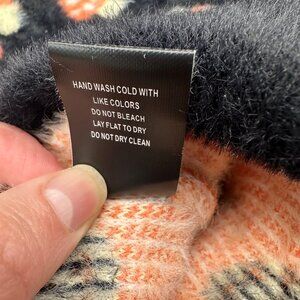 HAND WASH COLD WITH
LIKE COLORS
DO NOT BLEACH
LAY FLAT TO DRY
DO NOT DRY CLEAN